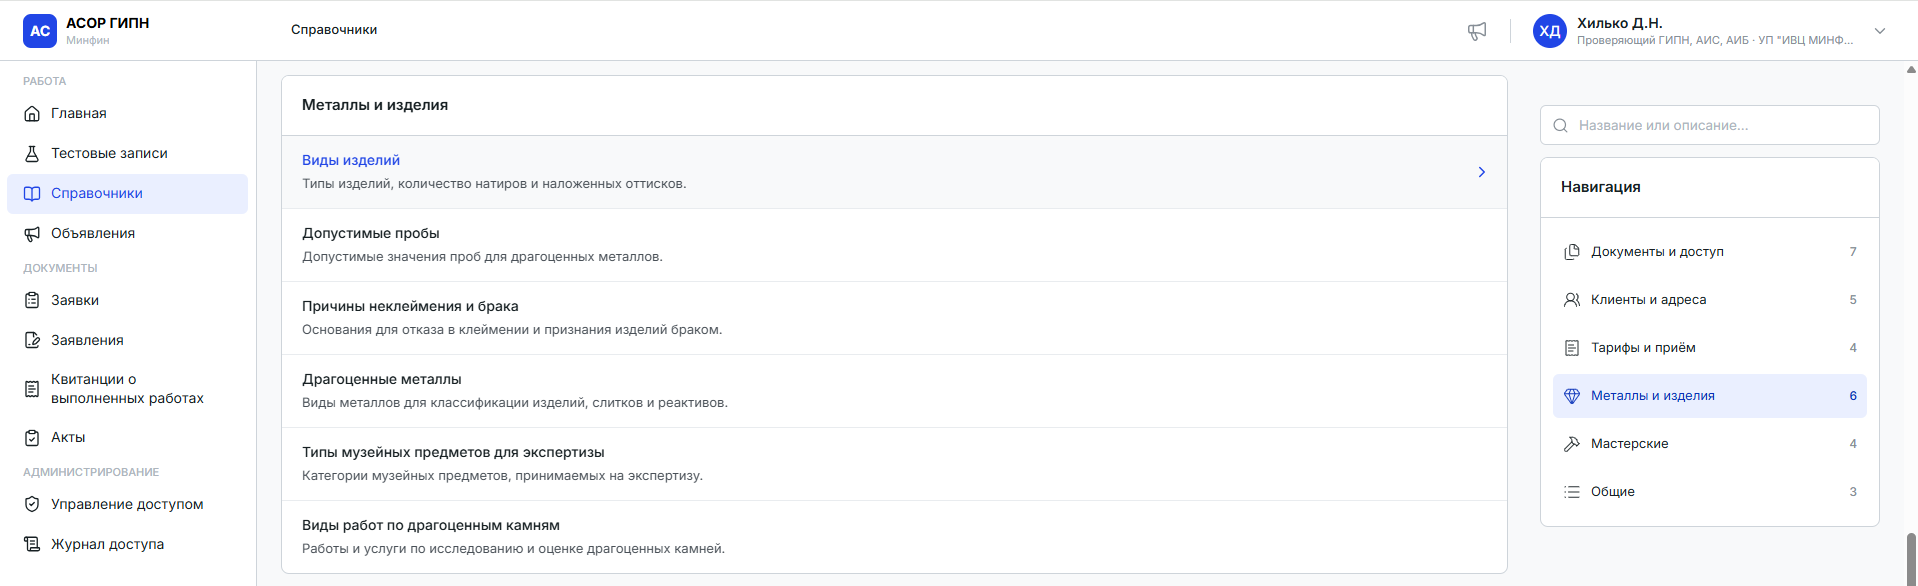 АС
АСОР ГИПН
Минфин
Справочники
ХД
Хилько Д.Н.
Проверяющий ГИПН, АИС, АИБ · УП "ИВЦ МИНФ...
РАБОТА
Главная
Тестовые записи
Справочники
Объявления
ДОКУМЕНТЫ
Заявки
Заявления
Квитанции о
выполненных работах
Акты
АДМИНИСТРИРОВАНИЕ
Управление доступом
Журнал доступа
Металлы и изделия
Виды изделий
Типы изделий, количество натиров и наложенных оттисков.
Допустимые пробы
Допустимые значения проб для драгоценных металлов.
Причины неклеймения и брака
Основания для отказа в клеймении и признания изделий браком.
Драгоценные металлы
Виды металлов для классификации изделий, слитков и реактивов.
Типы музейных предметов для экспертизы
Категории музейных предметов, принимаемых на экспертизу.
Виды работ по драгоценным камням
Работы и услуги по исследованию и оценке драгоценных камней.
Название или описание...
Навигация
Документы и доступ 7
Клиенты и адреса 5
Тарифы и приём 4
Металлы и изделия 6
Мастерские 4
Общие 3